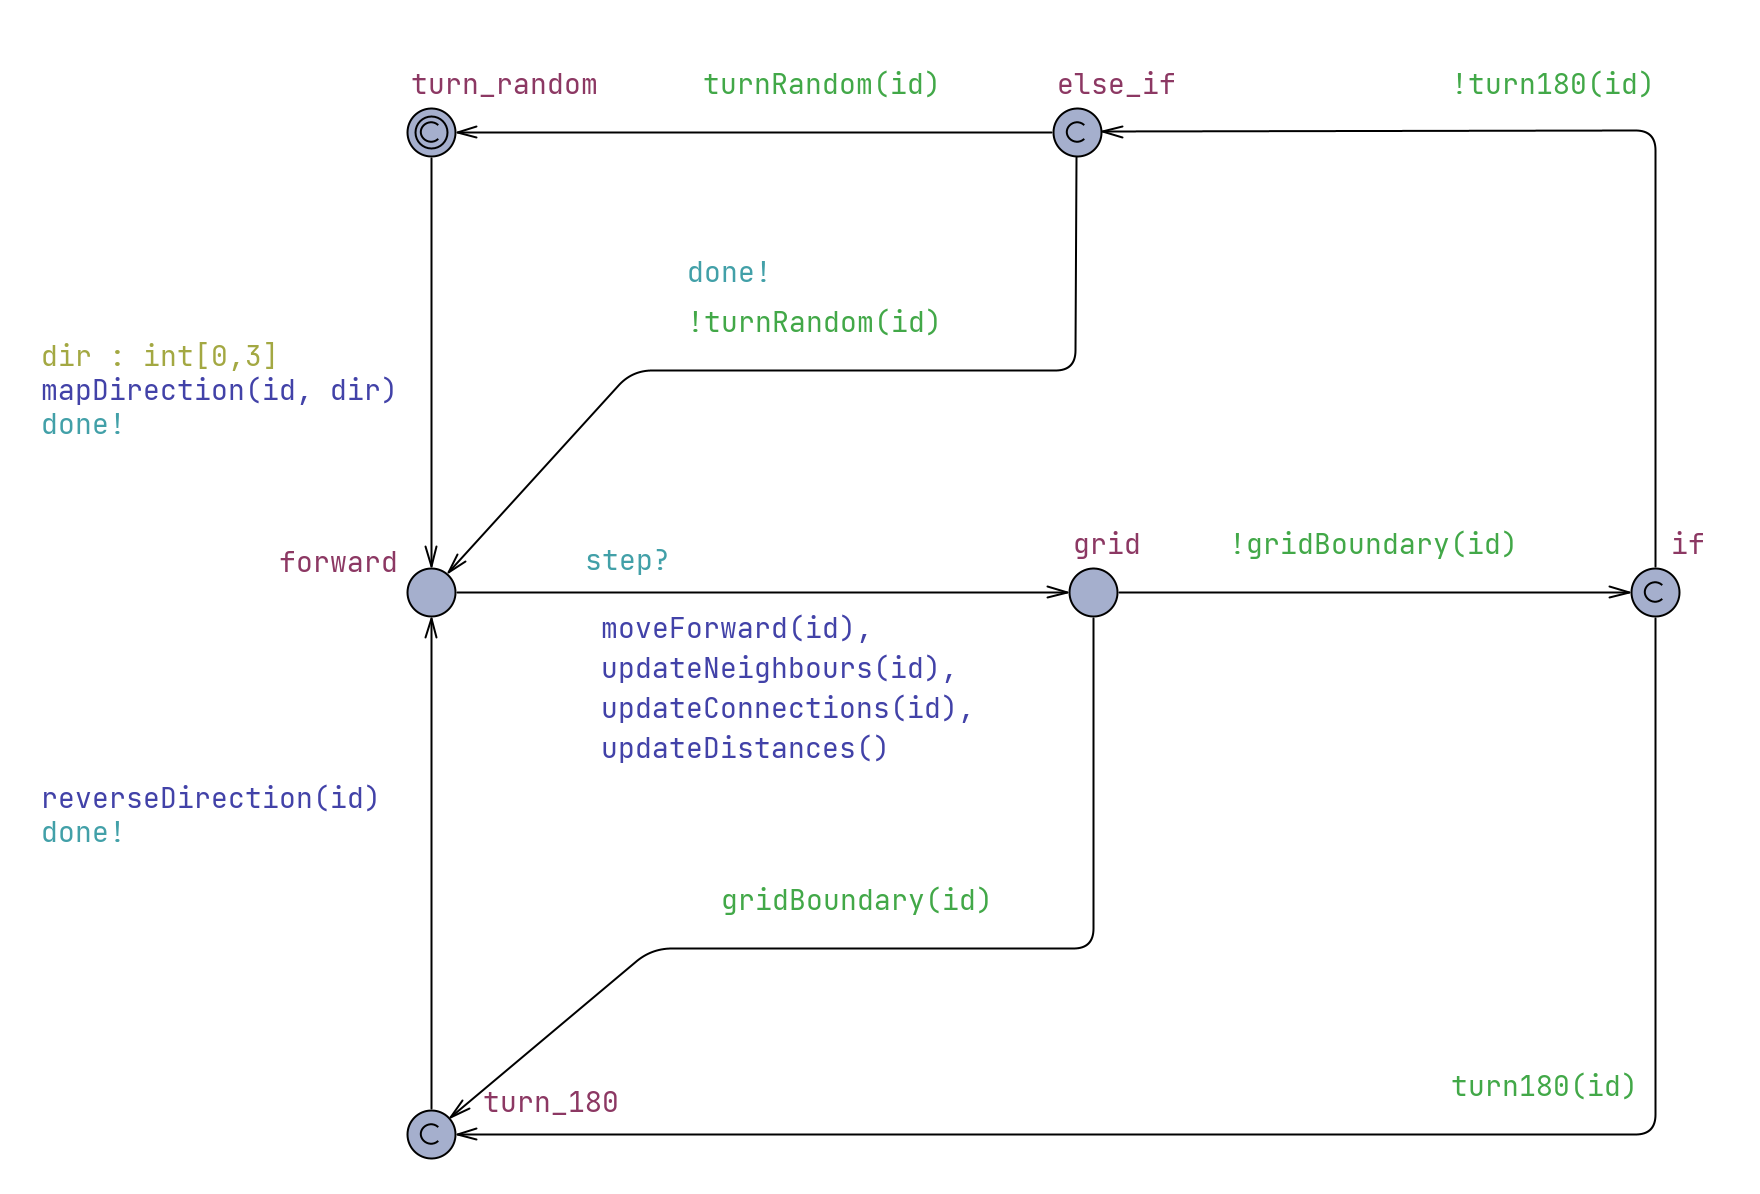 turn_random
turnRandom(id)
else_if
!turn180(id)
C
C
done!
!turnRandom(id)
dir : int[0,3]
mapDirection(id, dir)
done!
forward
step?
grid
!gridBoundary(id)
if
C
moveForward(id),
updateNeighbours(id),
updateConnections(id),
updateDistances()
reverseDirection(id)
done!
gridBoundary(id)
turn_180
turn180(id)
C